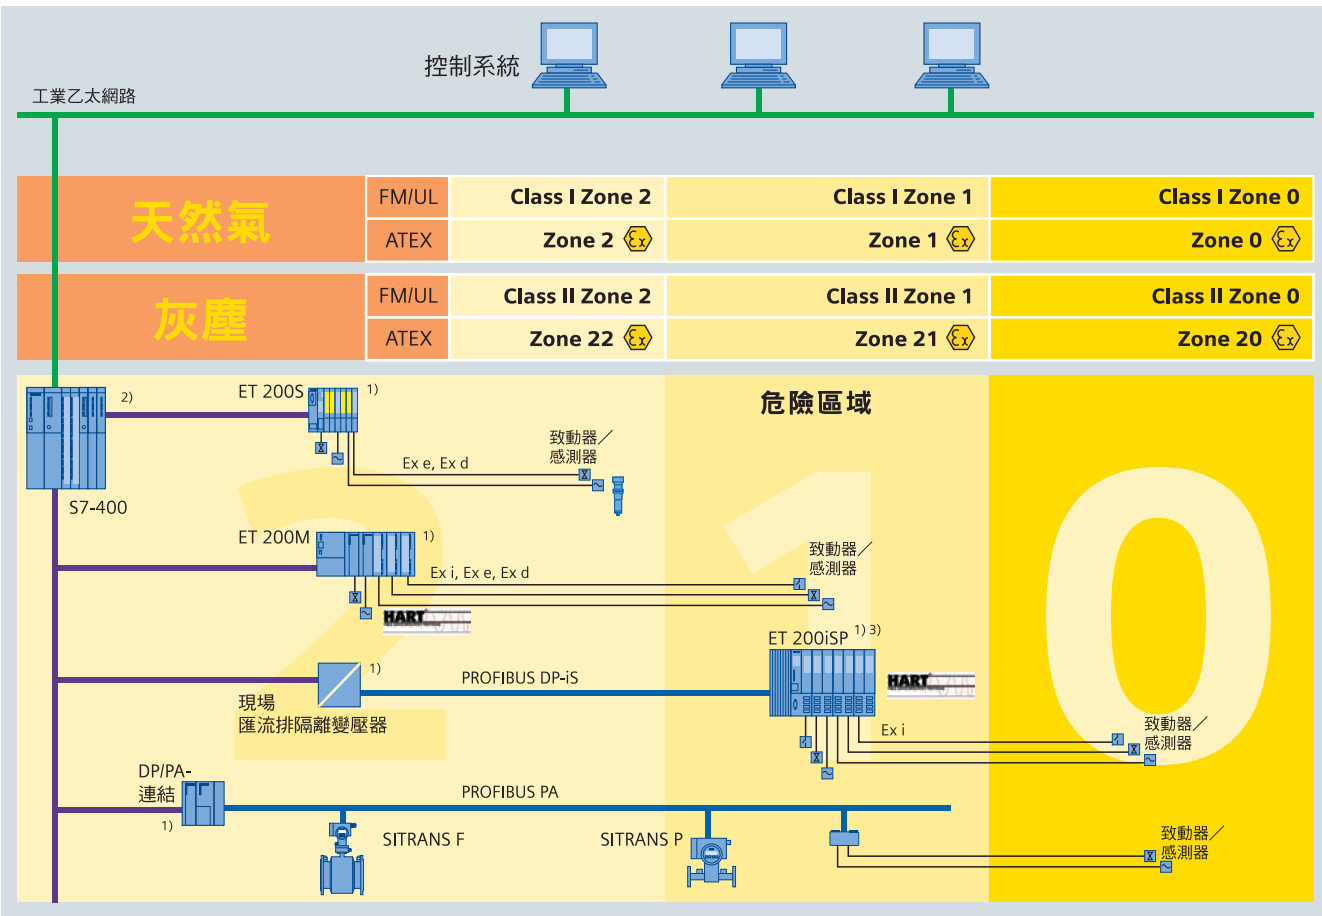 控制系統
工業乙太網路
天然氣
FM/UL
Class I Zone 2
Class I Zone 1
Class I Zone 0
ATEX
Zone 2 Ex
Zone 1 Ex
Zone 0 Ex
灰塵
FM/UL
Class II Zone 2
Class II Zone 1
Class II Zone 0
ATEX
Zone 22 Ex
Zone 21 Ex
Zone 20 Ex
危險區域
2
1
0
2)
S7-400
ET 200S
1)
Ex e, Ex d
致動器／
感測器
ET 200M
1)
Ex i, Ex e, Ex d
致動器／
感測器
HART
ET 200iSP 1) 3)
HART
1)
PROFIBUS DP-iS
現場
匯流排隔離變壓器
Ex i
致動器／
感測器
DP/PA-
連結
1)
PROFIBUS PA
SITRANS F
SITRANS P
致動器／
感測器